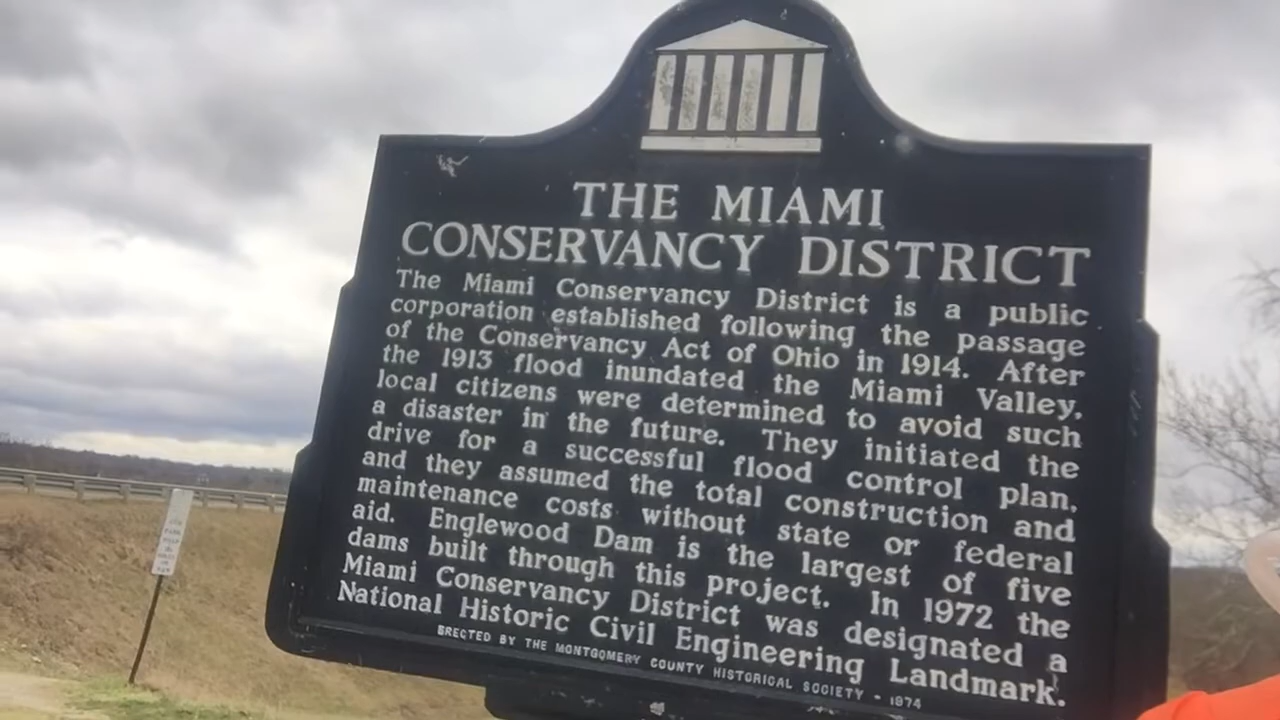 THE MIAMI
CONSERVANCY DISTRICT
The Miami Conservancy District is a public
corporation established following the passage
of the Conservancy Act of Ohio in 1914. After
the 1913 flood inundated the Miami Valley,
local citizens were determined to avoid such
a disaster in the future. They initiated the
drive for a successful flood control plan,
and they assumed the total construction and
maintenance costs without state or federal
aid. Englewood Dam is the largest of five
dams built through this project. In 1972 the
Miami Conservancy District was designated a
National Historic Civil Engineering Landmark.
ERECTED BY THE MONTGOMERY COUNTY HISTORICAL SOCIETY - 1974